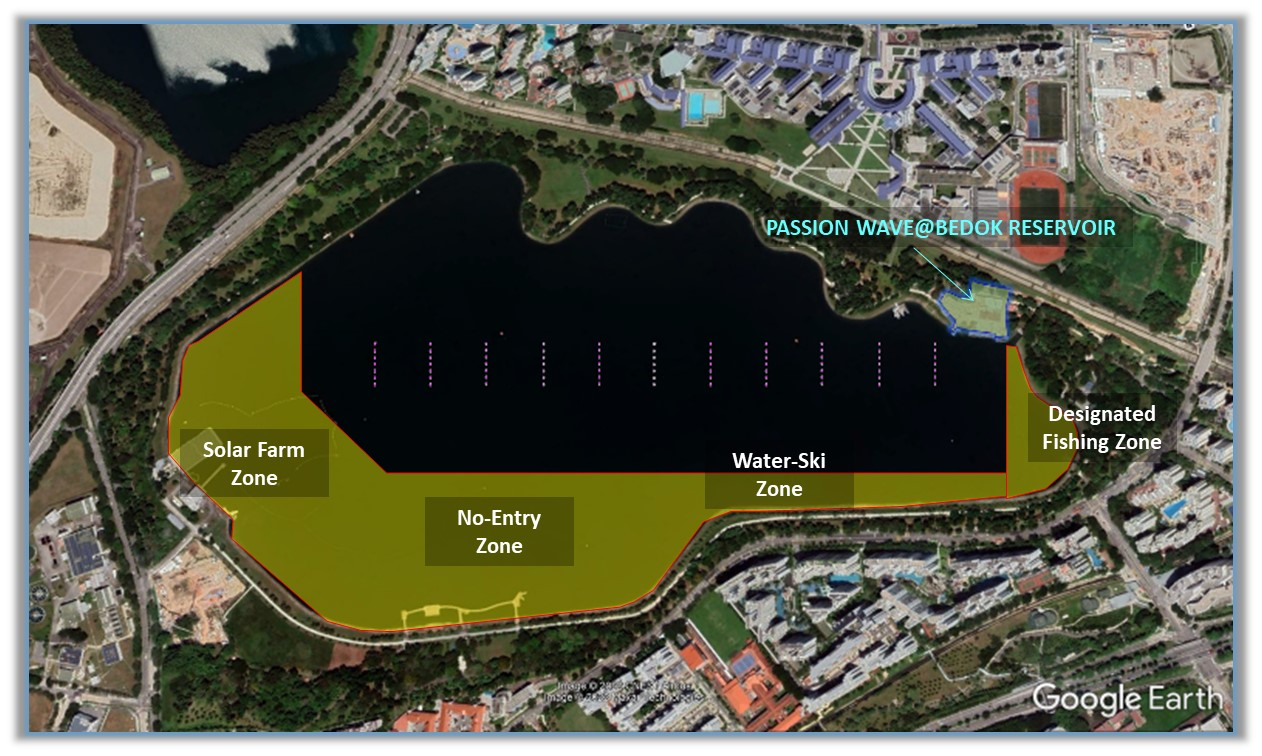 PASSION WAVE@BEDOK RESERVOIR
Designated
Fishing Zone
Solar Farm
Zone
Water-Ski
Zone
No-Entry
Zone
Google Earth